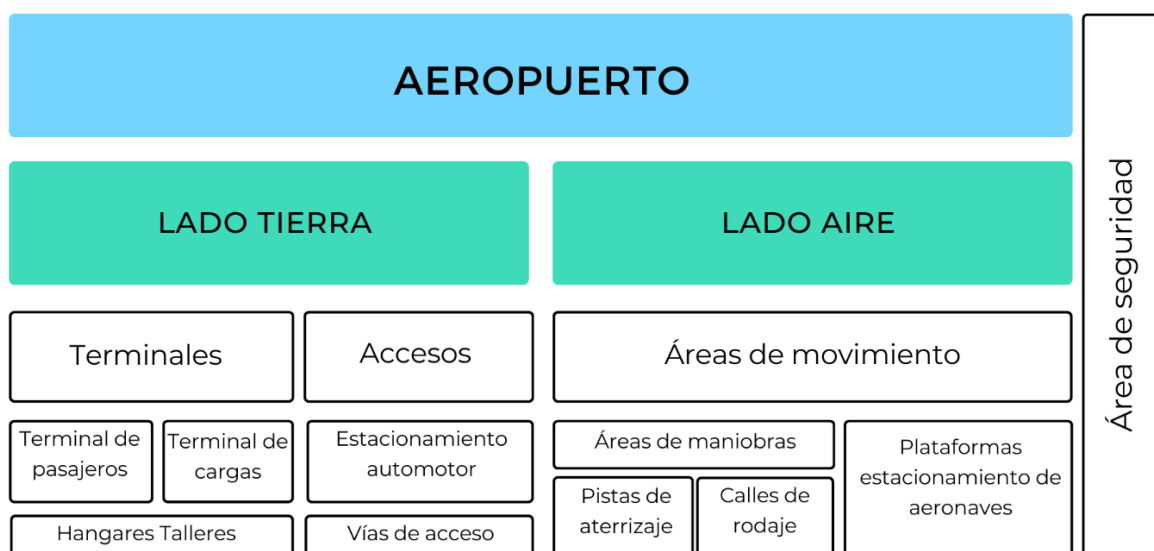 AEROPUERTO
LADO TIERRA
LADO AIRE
Área de seguridad
Terminales
Accesos
Áreas de movimiento
Terminal de
pasajeros
Terminal de
cargas
Estacionamiento
automotor
Áreas de maniobras
Plataformas
estacionamiento de
aeronaves
Pistas de
aterrizaje
Calles de
rodaje
Hangares Talleres
Vías de acceso